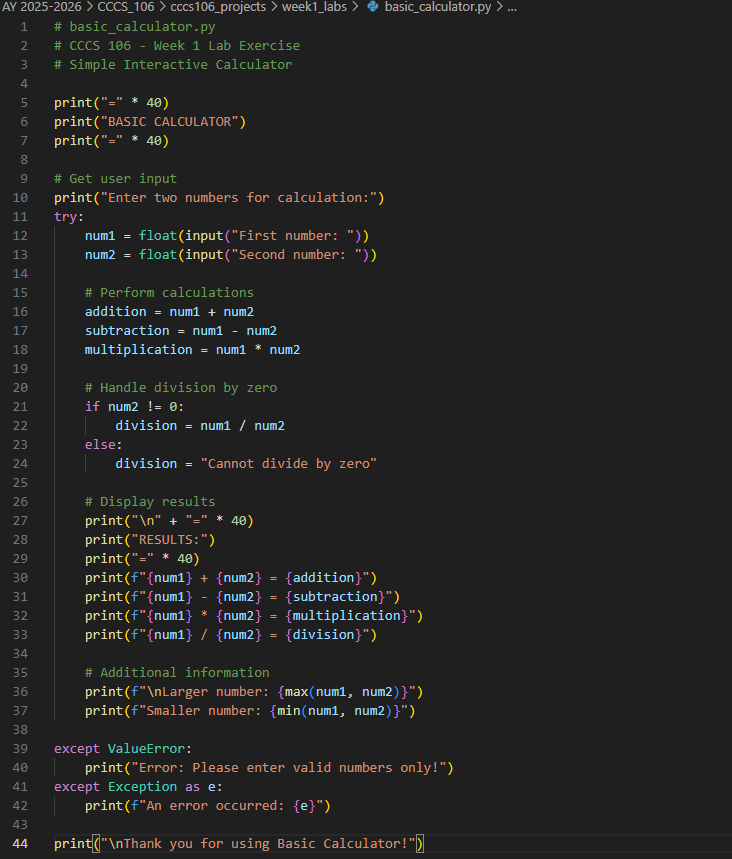 AY 2025-2026 > CCCS_106 > cccs106_projects > week1_labs > basic_calculator.py > ...
1 # basic_calculator.py
2 # CCCS 106 - Week 1 Lab Exercise
3 # Simple Interactive Calculator
4
5 print("=" * 40)
6 print("BASIC CALCULATOR")
7 print("=" * 40)
8
9 # Get user input
10 print("Enter two numbers for calculation:")
11 try:
12     num1 = float(input("First number: "))
13     num2 = float(input("Second number: "))
14
15     # Perform calculations
16     addition = num1 + num2
17     subtraction = num1 - num2
18     multiplication = num1 * num2
19
20     # Handle division by zero
21     if num2 != 0:
22         division = num1 / num2
23     else:
24         division = "Cannot divide by zero"
25
26     # Display results
27     print("\n" + "=" * 40)
28     print("RESULTS:")
29     print("=" * 40)
30     print(f"{num1} + {num2} = {addition}")
31     print(f"{num1} - {num2} = {subtraction}")
32     print(f"{num1} * {num2} = {multiplication}")
33     print(f"{num1} / {num2} = {division}")
34
35     # Additional information
36     print(f"\nLarger number: {max(num1, num2)}")
37     print(f"Smaller number: {min(num1, num2)}")
38
39 except ValueError:
40     print("Error: Please enter valid numbers only!")
41 except Exception as e:
42     print(f"An error occurred: {e}")
43
44 print("\nThank you for using Basic Calculator!")